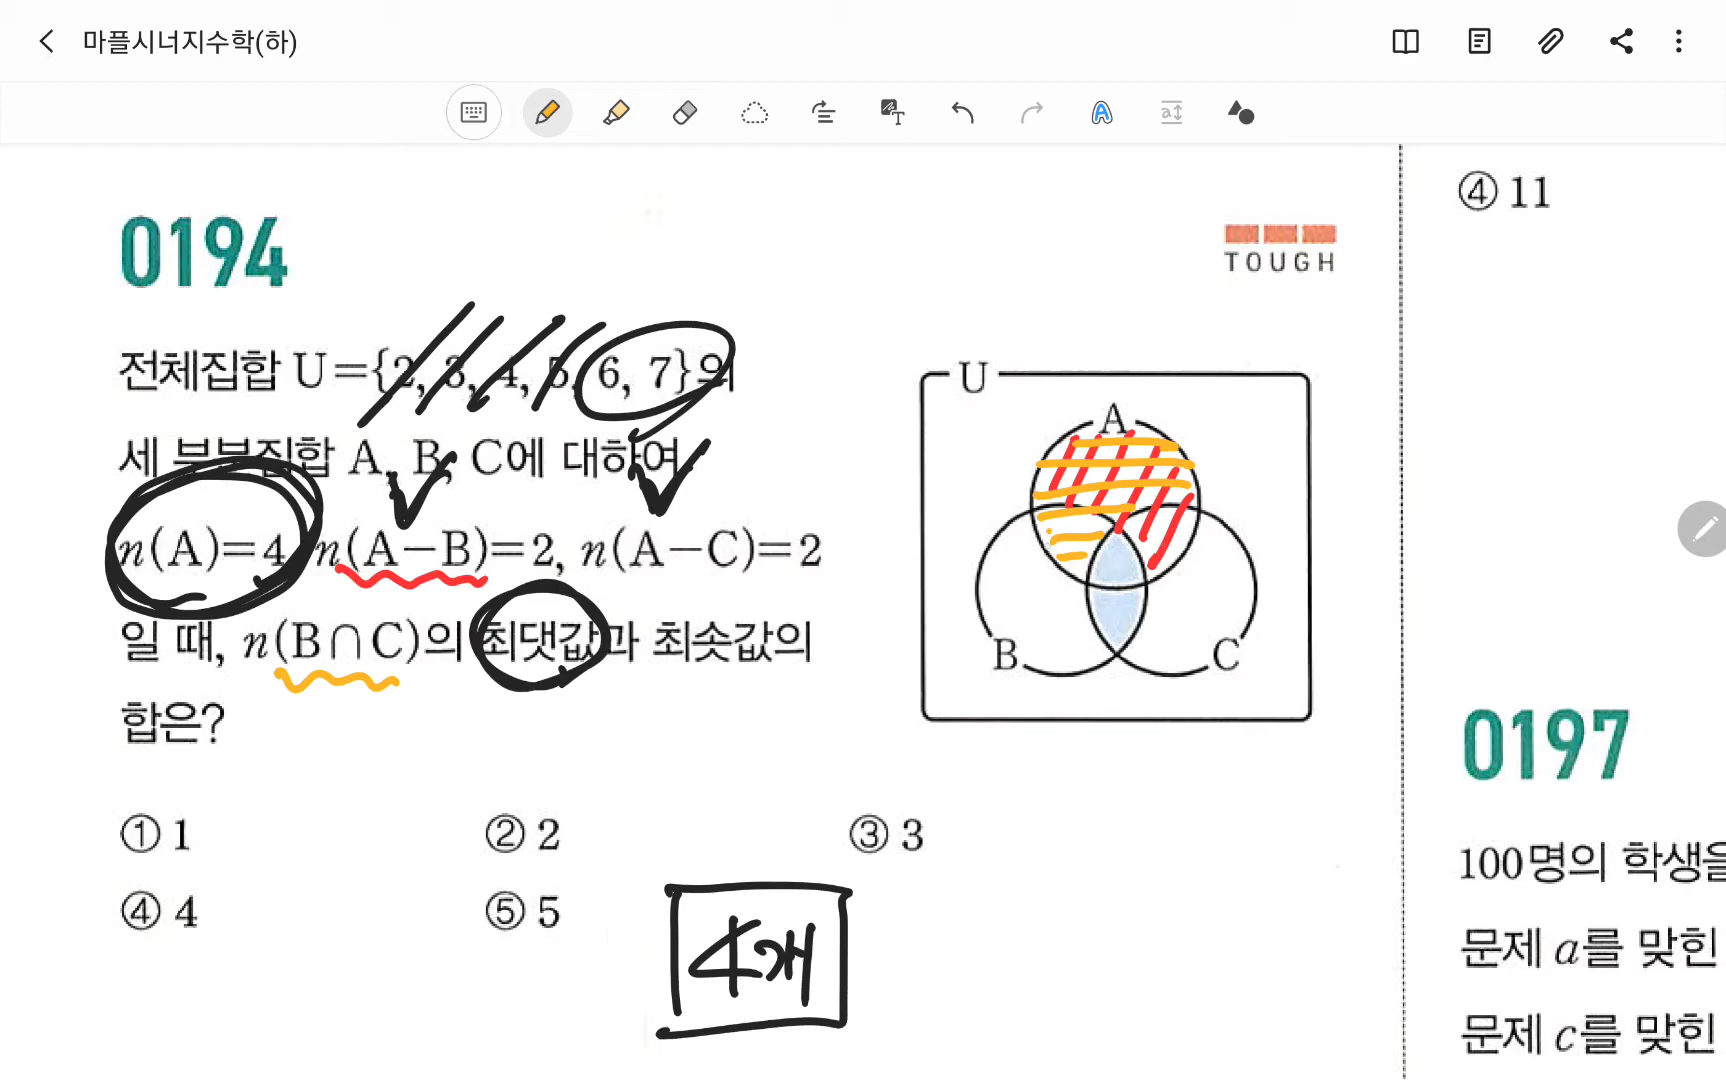 마플시너지수학(하)
0194
TOUGH
전체집합 U={2, 3, 4, 5, 6, 7}의
세 부분집합 A, B, C에 대하여
n(A)=4, n(A−B)=2, n(A−C)=2
일 때, n(B∩C)의 최댓값과 최솟값의
합은?
① 1 ② 2 ③ 3
④ 4 ⑤ 5
4개
U
A
B
C
④ 11
0197
100명의 학생을
문제 a를 맞힌
문제 c를 맞힌